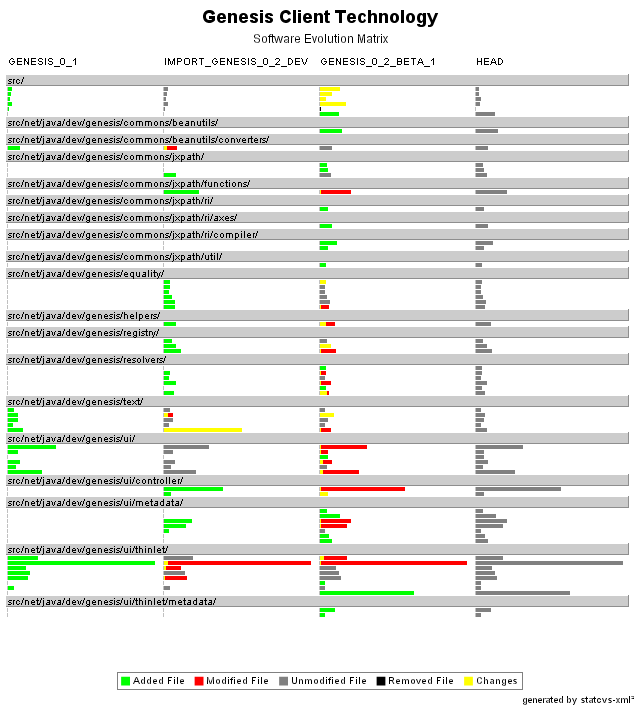 Genesis Client Technology
Software Evolution Matrix
GENESIS_0_1 IMPORT_GENESIS_0_2_DEV GENESIS_0_2_BETA_1 HEAD
src/
src/net/java/dev/genesis/commons/beanutils/
src/net/java/dev/genesis/commons/beanutils/converters/
src/net/java/dev/genesis/commons/jxpath/
src/net/java/dev/genesis/commons/jxpath/functions/
src/net/java/dev/genesis/commons/jxpath/ri/
src/net/java/dev/genesis/commons/jxpath/ri/axes/
src/net/java/dev/genesis/commons/jxpath/ri/compiler/
src/net/java/dev/genesis/commons/jxpath/util/
src/net/java/dev/genesis/equality/
src/net/java/dev/genesis/helpers/
src/net/java/dev/genesis/registry/
src/net/java/dev/genesis/resolvers/
src/net/java/dev/genesis/text/
src/net/java/dev/genesis/ui/
src/net/java/dev/genesis/ui/controller/
src/net/java/dev/genesis/ui/metadata/
src/net/java/dev/genesis/ui/thinlet/
src/net/java/dev/genesis/ui/thinlet/metadata/
Added File Modified File Unmodified File Removed File Changes
generated by statcvs-xml²